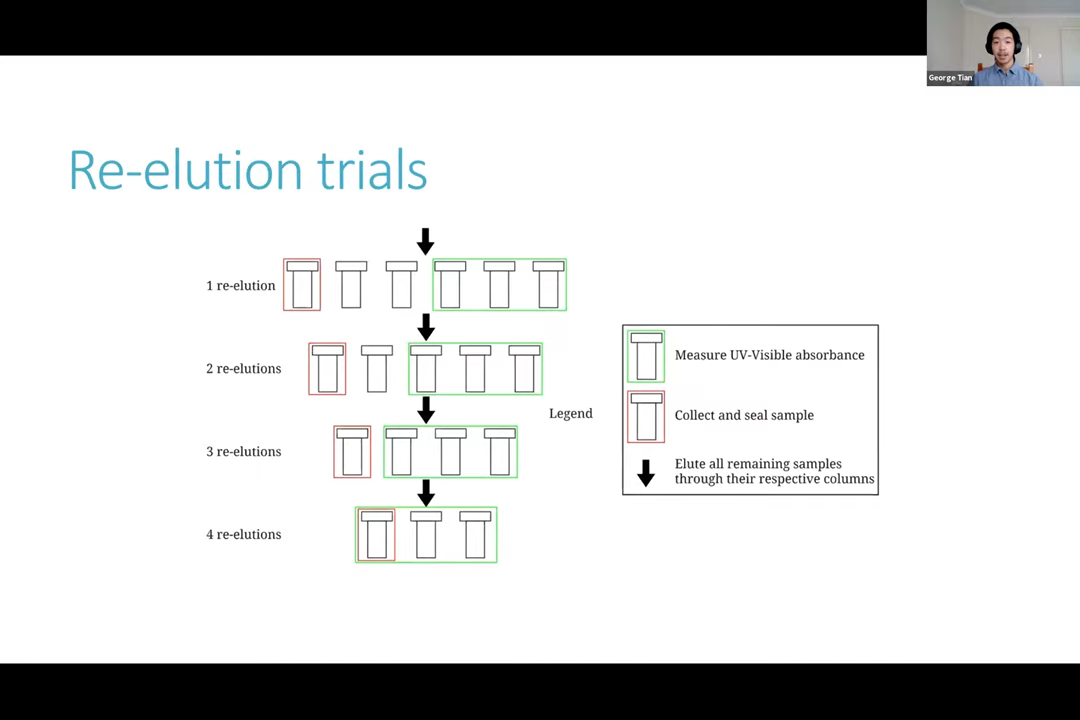 George Tian
Re-elution trials
1 re-elution
2 re-elutions
3 re-elutions
4 re-elutions
Legend
Measure UV-Visible absorbance
Collect and seal sample
Elute all remaining samples
through their respective columns